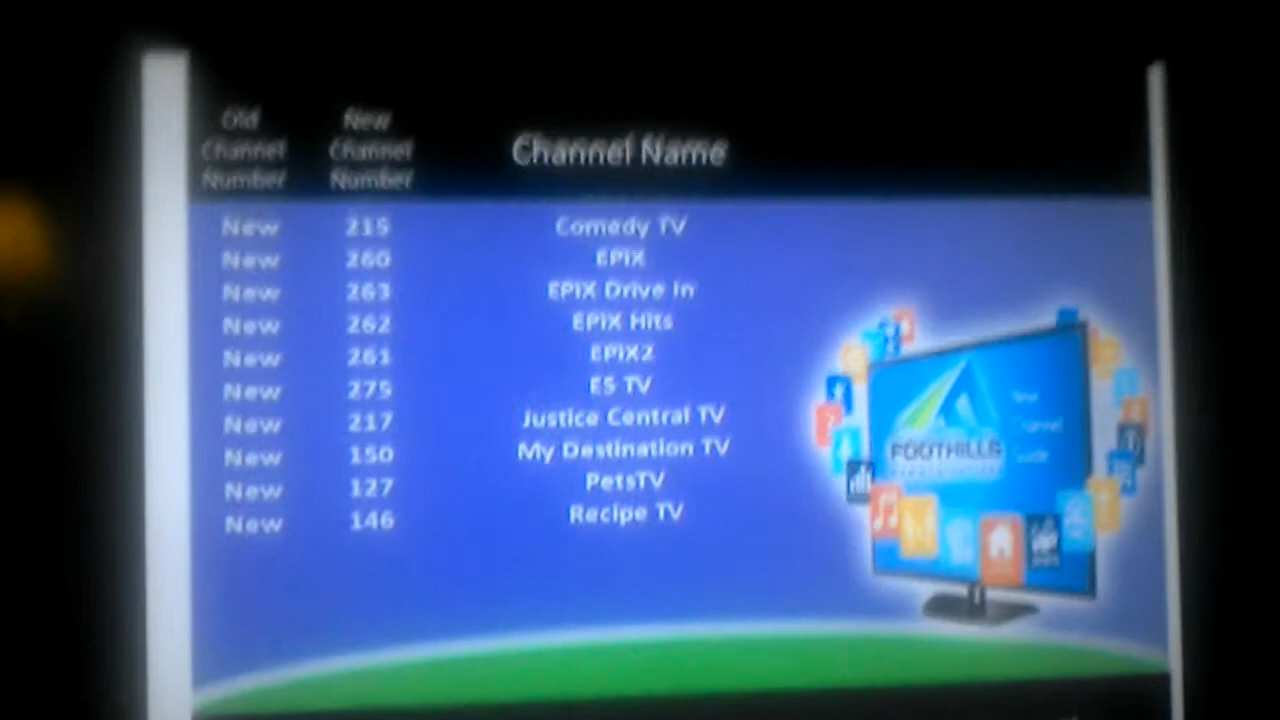 Old Channel Number New Channel Number Channel Name
New 215 Comedy TV
New 260 EPIX
New 263 EPIX Drive In
New 262 EPIX Hits
New 261 EPIX2
New 275 ES TV
New 217 Justice Central TV
New 150 My Destination TV
New 127 PetsTV
New 146 Recipe TV
FOOTHILLS
Channel
Guide